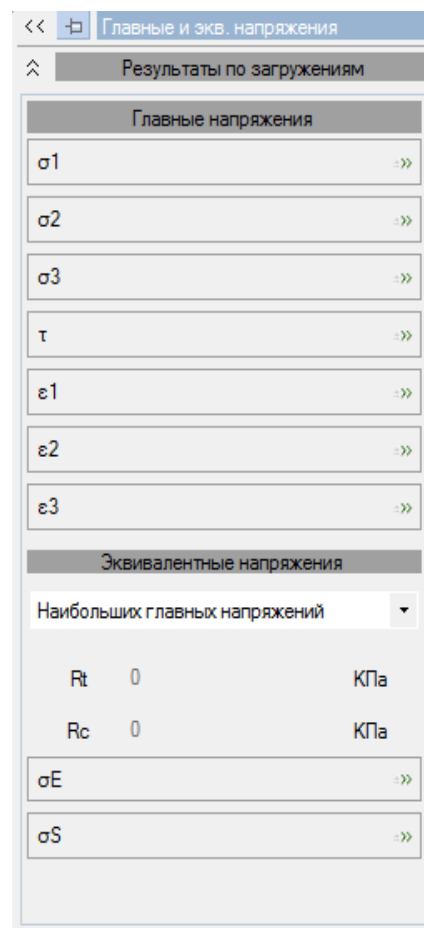 Главные и экв. напряжения
Результаты по загружениям
Главные напряжения
σ1
σ2
σ3
τ
ε1
ε2
ε3
Эквивалентные напряжения
Наибольших главных напряжений
Rt 0 КПа
Rc 0 КПа
σE
σS